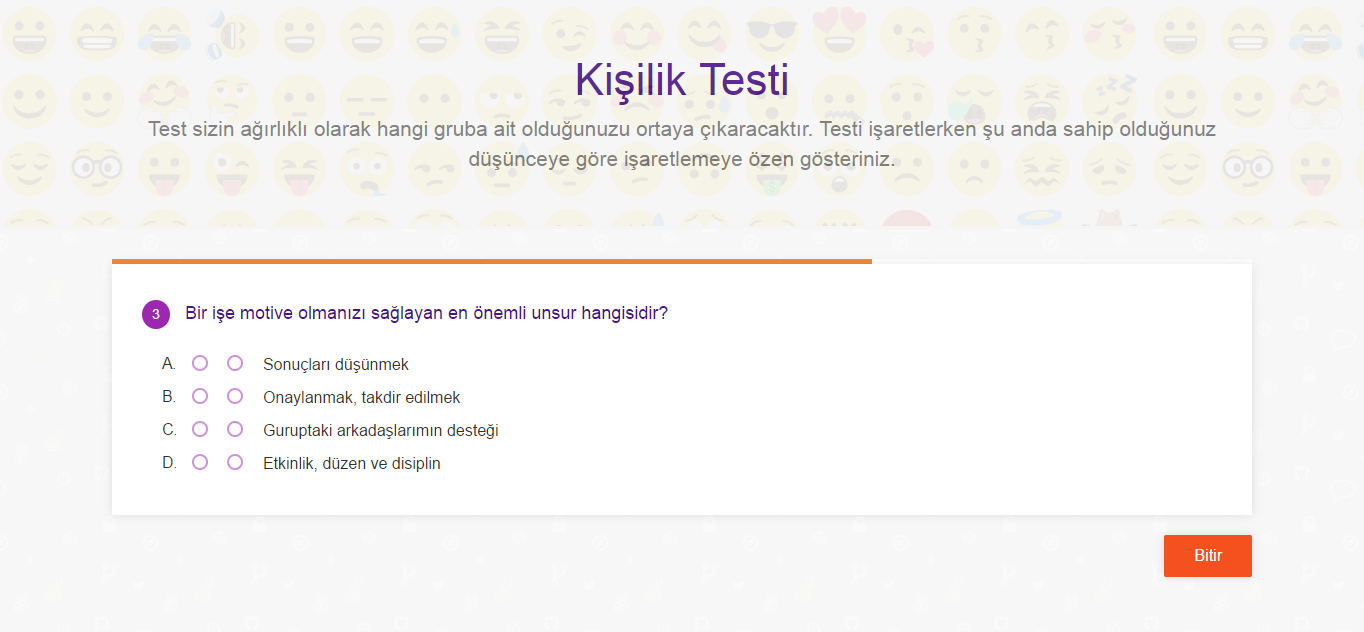 Kişilik Testi
Test sizin ağırlıklı olarak hangi gruba ait olduğunuzu ortaya çıkaracaktır. Testi işaretlerken şu anda sahip olduğunuz
düşünceye göre işaretlemeye özen gösteriniz.
3 Bir işe motive olmanızı sağlayan en önemli unsur hangisidir?
A. Sonuçları düşünmek
B. Onaylanmak, takdir edilmek
C. Guruptaki arkadaşlarımın desteği
D. Etkinlik, düzen ve disiplin
Bitir